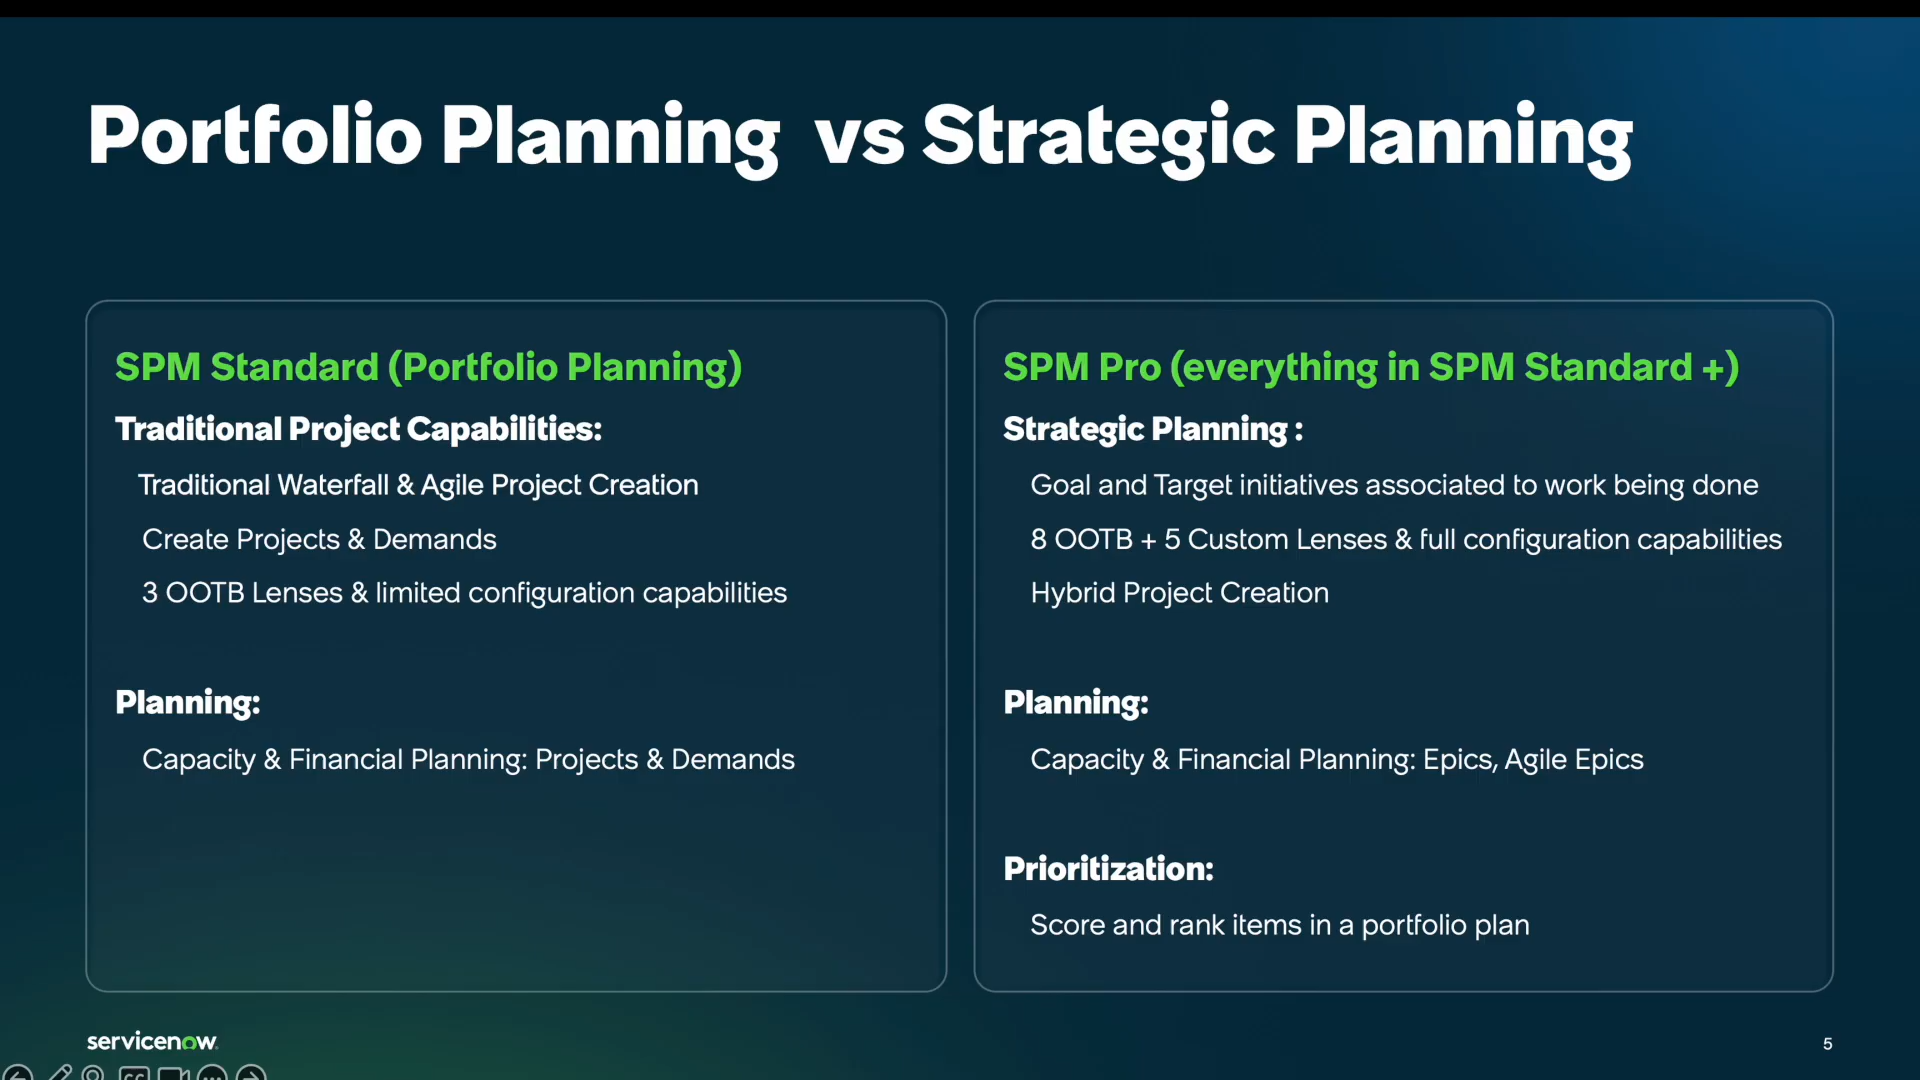 Portfolio Planning vs Strategic Planning
SPM Standard (Portfolio Planning)
Traditional Project Capabilities:
Traditional Waterfall & Agile Project Creation
Create Projects & Demands
3 OOTB Lenses & limited configuration capabilities
Planning:
Capacity & Financial Planning: Projects & Demands
SPM Pro (everything in SPM Standard +)
Strategic Planning :
Goal and Target initiatives associated to work being done
8 OOTB + 5 Custom Lenses & full configuration capabilities
Hybrid Project Creation
Planning:
Capacity & Financial Planning: Epics, Agile Epics
Prioritization:
Score and rank items in a portfolio plan
servicenow
5
CC